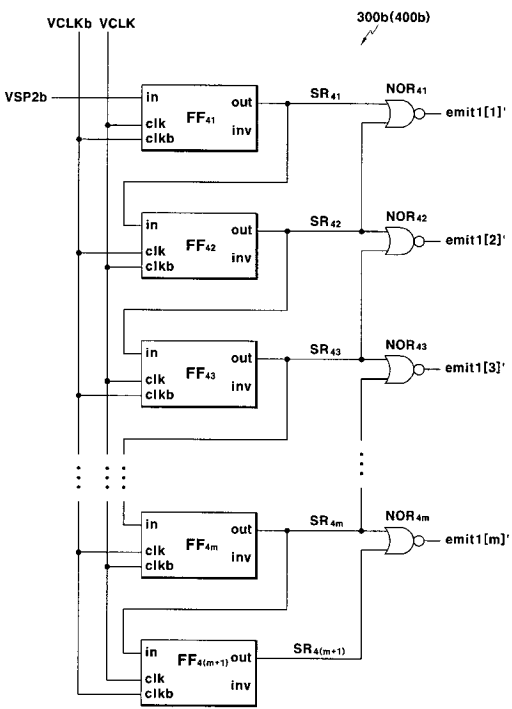 300b(400b)
VCLKb VCLK
VSP2b
in
clk
clkb
FF41
out
inv
SR41
NOR41
emit1[1]'
in
clk
clkb
FF42
out
inv
SR42
NOR42
emit1[2]'
in
clk
clkb
FF43
out
inv
SR43
NOR43
emit1[3]'
in
clk
clkb
FF4m
out
inv
SR4m
NOR4m
emit1[m]'
in
clk
clkb
FF4(m+1)
out
inv
SR4(m+1)